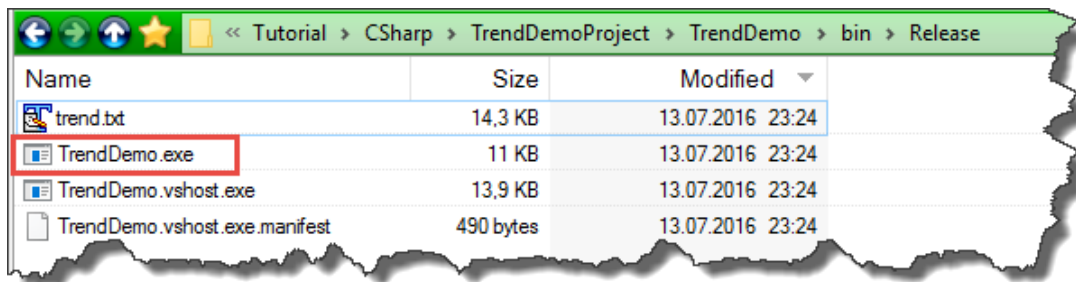 « Tutorial › CSharp › TrendDemoProject › TrendDemo › bin › Release
Name Size Modified
trend.txt 14,3 KB 13.07.2016 23:24
TrendDemo.exe 11 KB 13.07.2016 23:24
TrendDemo.vshost.exe 13,9 KB 13.07.2016 23:24
TrendDemo.vshost.exe.manifest 490 bytes 13.07.2016 23:24